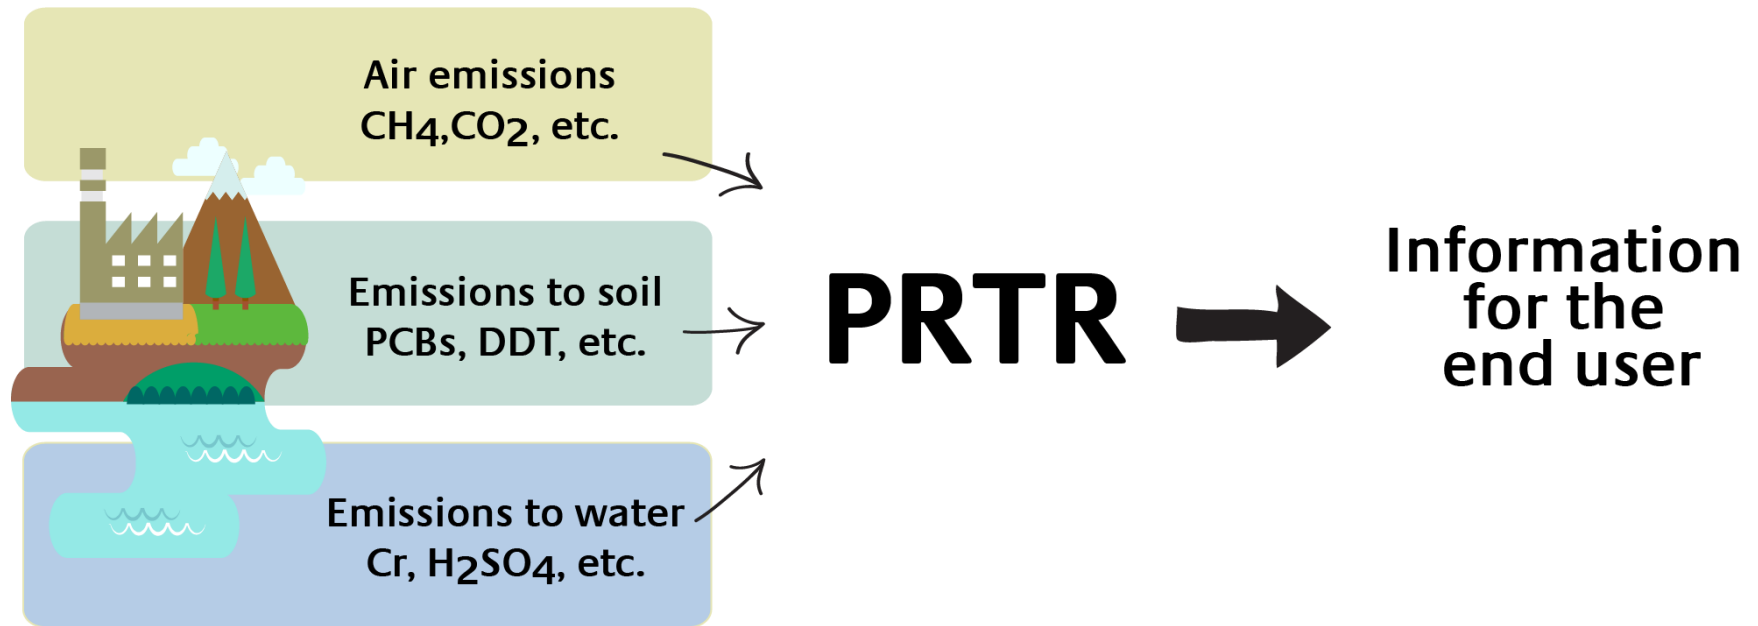 Air emissions
CH4,CO2, etc.
Emissions to soil
PCBs, DDT, etc.
Emissions to water
Cr, H2SO4, etc.
PRTR
Information
for the
end user